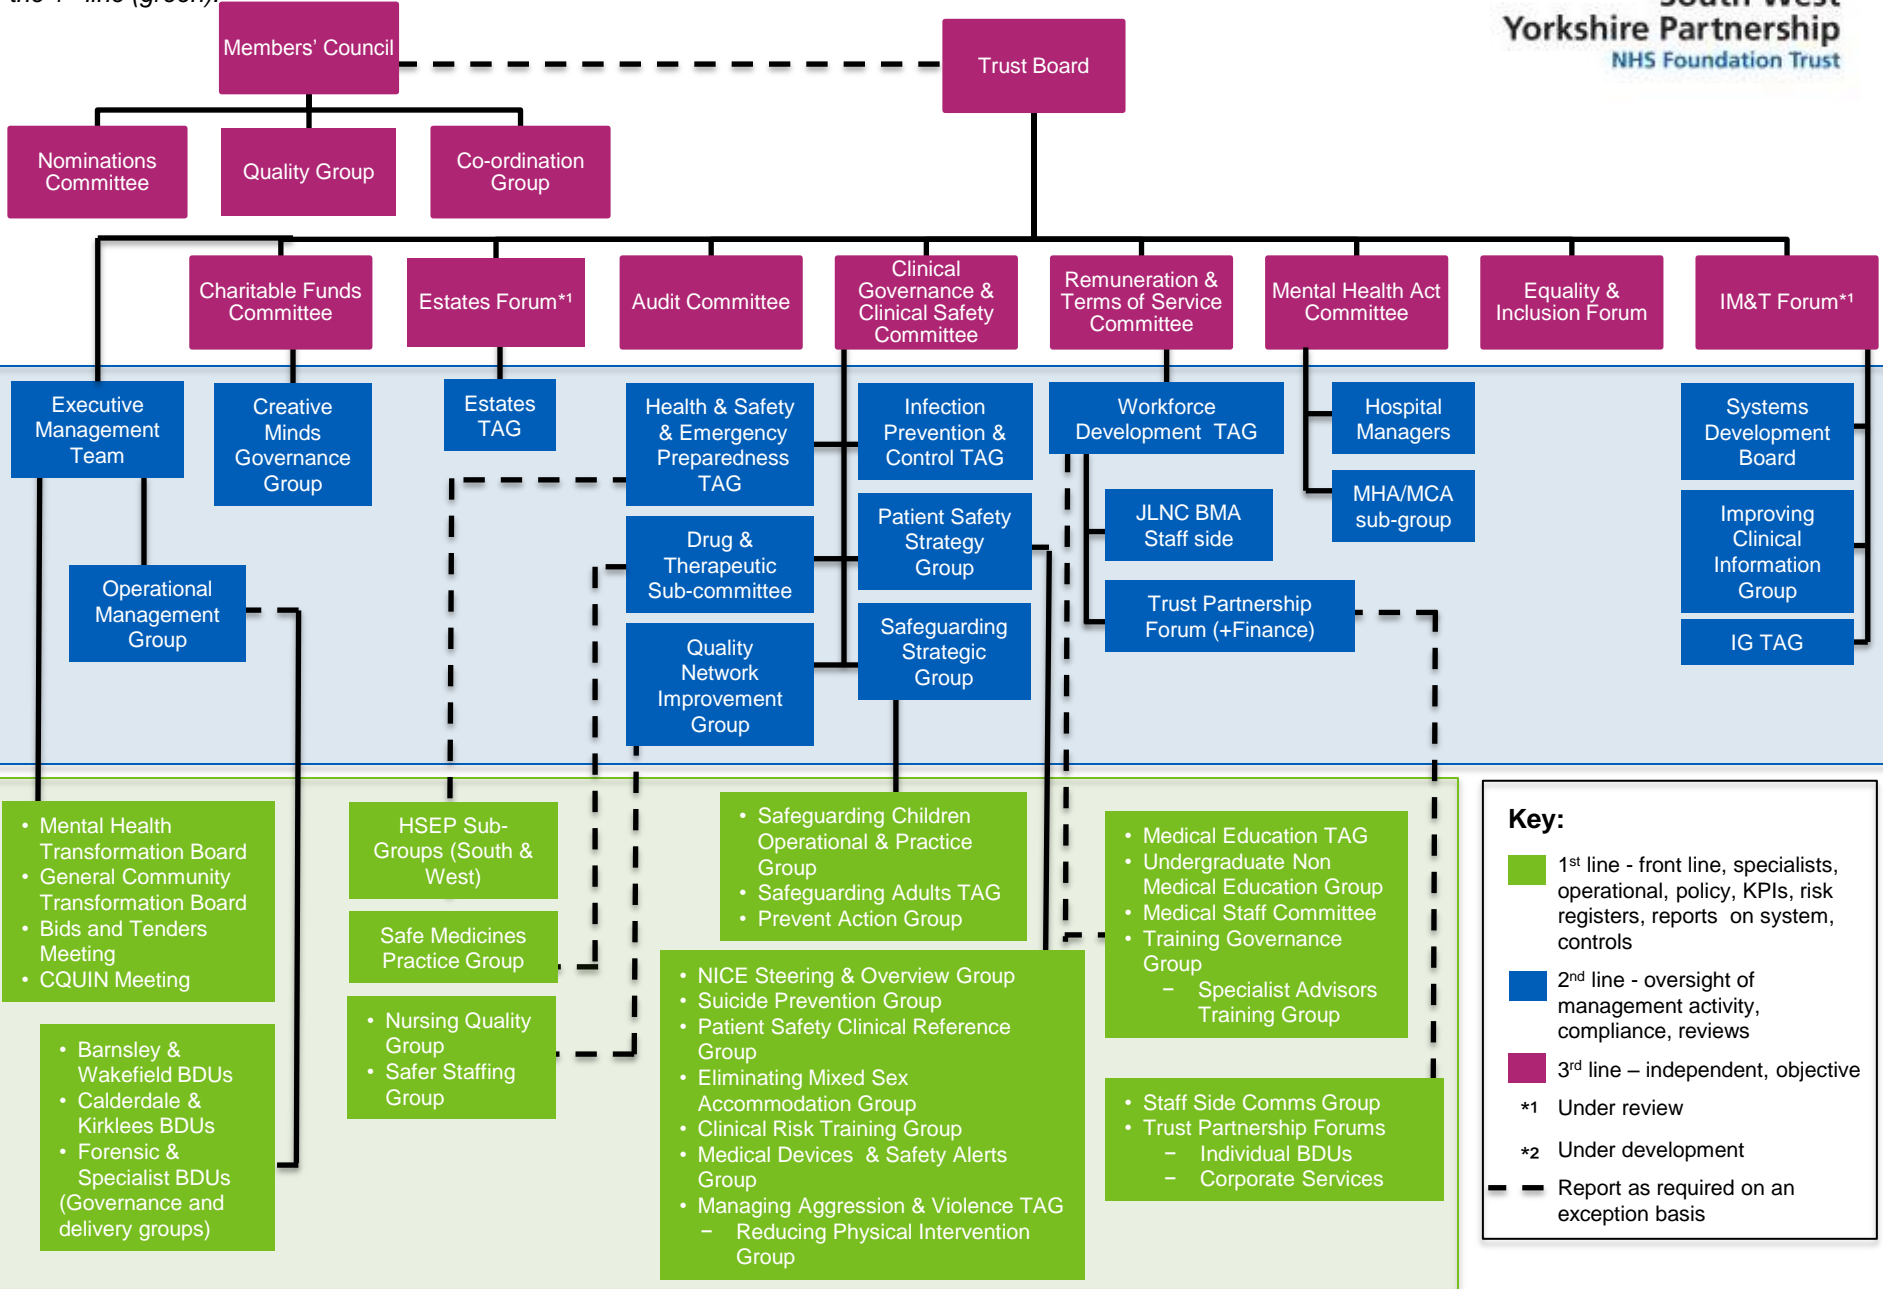 the 1st line (green).
South West
Yorkshire Partnership
NHS Foundation Trust
Members' Council
Trust Board
Nominations
Committee
Quality Group
Co-ordination
Group
Charitable Funds
Committee
Estates Forum*¹
Audit Committee
Clinical
Governance &
Clinical Safety
Committee
Remuneration &
Terms of Service
Committee
Mental Health Act
Committee
Equality &
Inclusion Forum
IM&T Forum*¹
Executive
Management
Team
Creative
Minds
Governance
Group
Estates
TAG
Health & Safety
& Emergency
Preparedness
TAG
Infection
Prevention &
Control TAG
Workforce
Development TAG
Hospital
Managers
Systems
Development
Board
MHA/MCA
sub-group
JLNC BMA
Staff side
Patient Safety
Strategy
Group
Improving
Clinical
Information
Group
Drug &
Therapeutic
Sub-committee
Operational
Management
Group
Trust Partnership
Forum (+Finance)
Safeguarding
Strategic
Group
IG TAG
Quality
Network
Improvement
Group
• Mental Health
Transformation Board
• General Community
Transformation Board
• Bids and Tenders
Meeting
• CQUIN Meeting
HSEP Sub-
Groups (South &
West)
• Safeguarding Children
Operational & Practice
Group
• Safeguarding Adults TAG
• Prevent Action Group
• Medical Education TAG
• Undergraduate Non
Medical Education Group
• Medical Staff Committee
• Training Governance
Group
− Specialist Advisors
Training Group
Safe Medicines
Practice Group
• Nursing Quality
Group
• Safer Staffing
Group
• NICE Steering & Overview Group
• Suicide Prevention Group
• Patient Safety Clinical Reference
Group
• Eliminating Mixed Sex
Accommodation Group
• Clinical Risk Training Group
• Medical Devices & Safety Alerts
Group
• Managing Aggression & Violence TAG
− Reducing Physical Intervention
Group
• Barnsley &
Wakefield BDUs
• Calderdale &
Kirklees BDUs
• Forensic &
Specialist BDUs
(Governance and
delivery groups)
• Staff Side Comms Group
• Trust Partnership Forums
− Individual BDUs
− Corporate Services
Key:
1st line - front line, specialists,
operational, policy, KPIs, risk
registers, reports on system,
controls
2nd line - oversight of
management activity,
compliance, reviews
3rd line – independent, objective
*1 Under review
*2 Under development
Report as required on an
exception basis